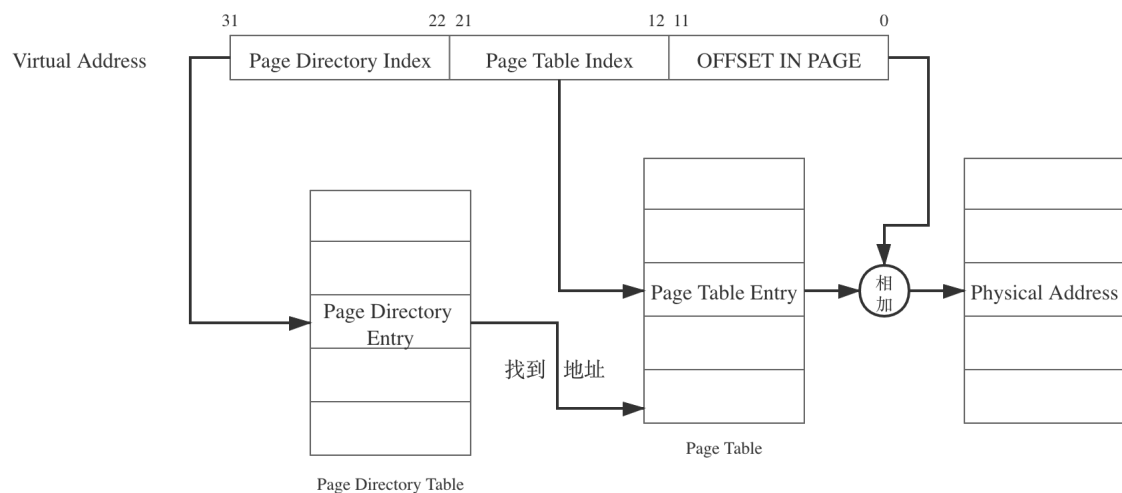 31 22 21 12 11 0
Virtual Address Page Directory Index Page Table Index OFFSET IN PAGE
Page Directory
Entry
Page Table Entry
相
加
Physical Address
找到 地址
Page Table
Page Directory Table